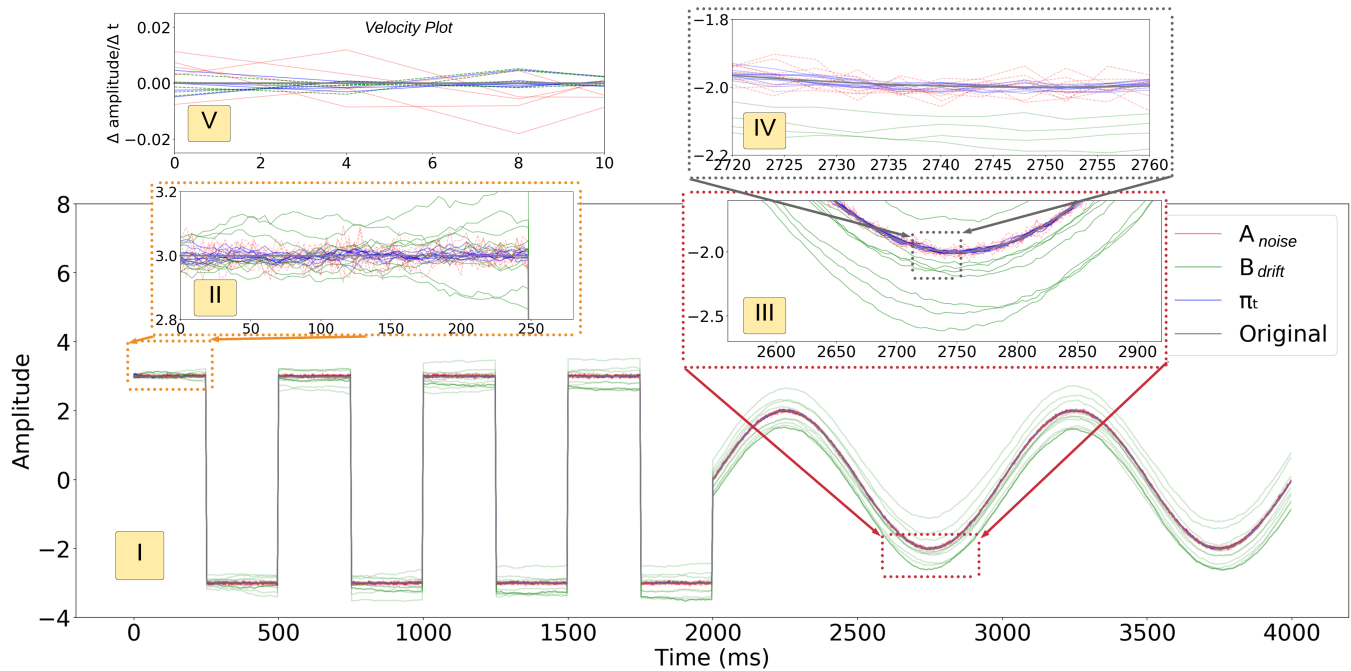 Δ amplitude/Δ t
0.02
0.00
−0.02
Velocity Plot
V
0 2 4 6 8 10
−1.8
−2.0
−2.2
IV
2720 2725 2730 2735 2740 2745 2750 2755 2760
3.2
3.0
2.8
II
0 50 100 150 200 250
−2.0
−2.5
III
2600 2650 2700 2750 2800 2850 2900
A noise
B drift
πt
Original
Amplitude
8
6
4
2
0
−2
−4
I
0 500 1000 1500 2000 2500 3000 3500 4000
Time (ms)